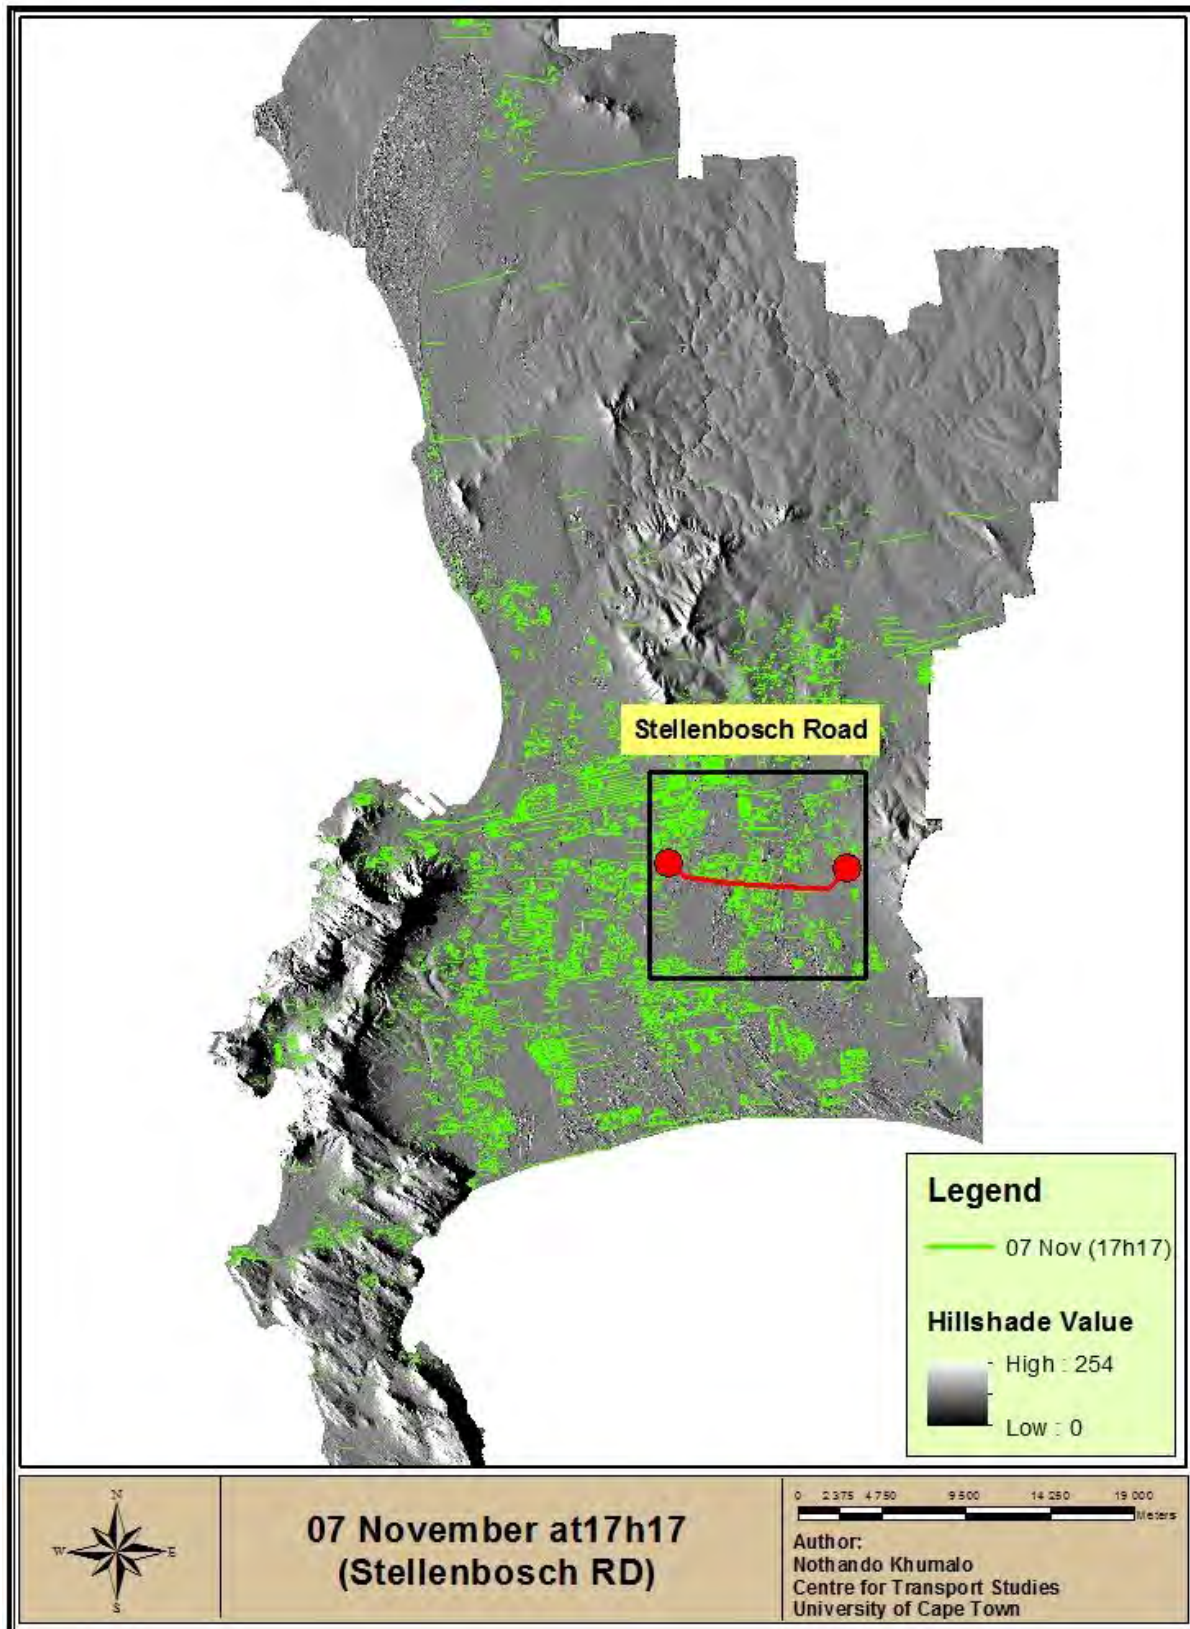 Stellenbosch Road
Legend
07 Nov (17h17)
Hillshade Value
High : 254
Low : 0
N
W E
S
07 November at17h17
(Stellenbosch RD)
0 2 375 4 750 9 500 14 250 19 000
Meters
Author:
Nothando Khumalo
Centre for Transport Studies
University of Cape Town